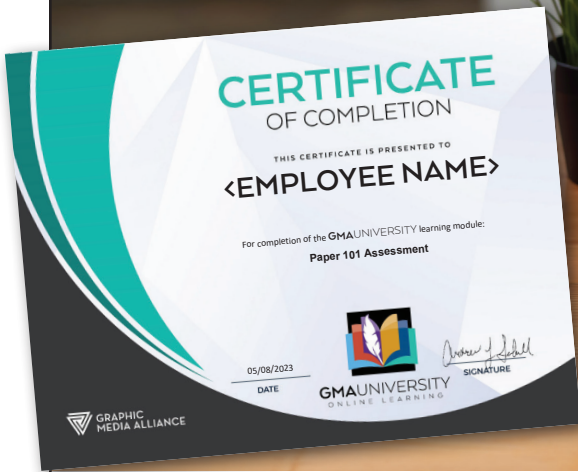 CERTIFICATE
OF COMPLETION
THIS CERTIFICATE IS PRESENTED TO
<EMPLOYEE NAME>
For completion of the GMAUNIVERSITY learning module:
Paper 101 Assessment
05/08/2023
DATE
SIGNATURE
GMAUNIVERSITY
ONLINE LEARNING
GRAPHIC
MEDIA ALLIANCE